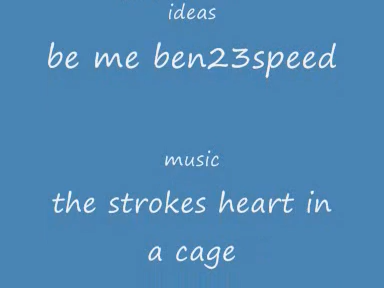 ideas
be me ben23speed
music
the strokes heart in
a cage